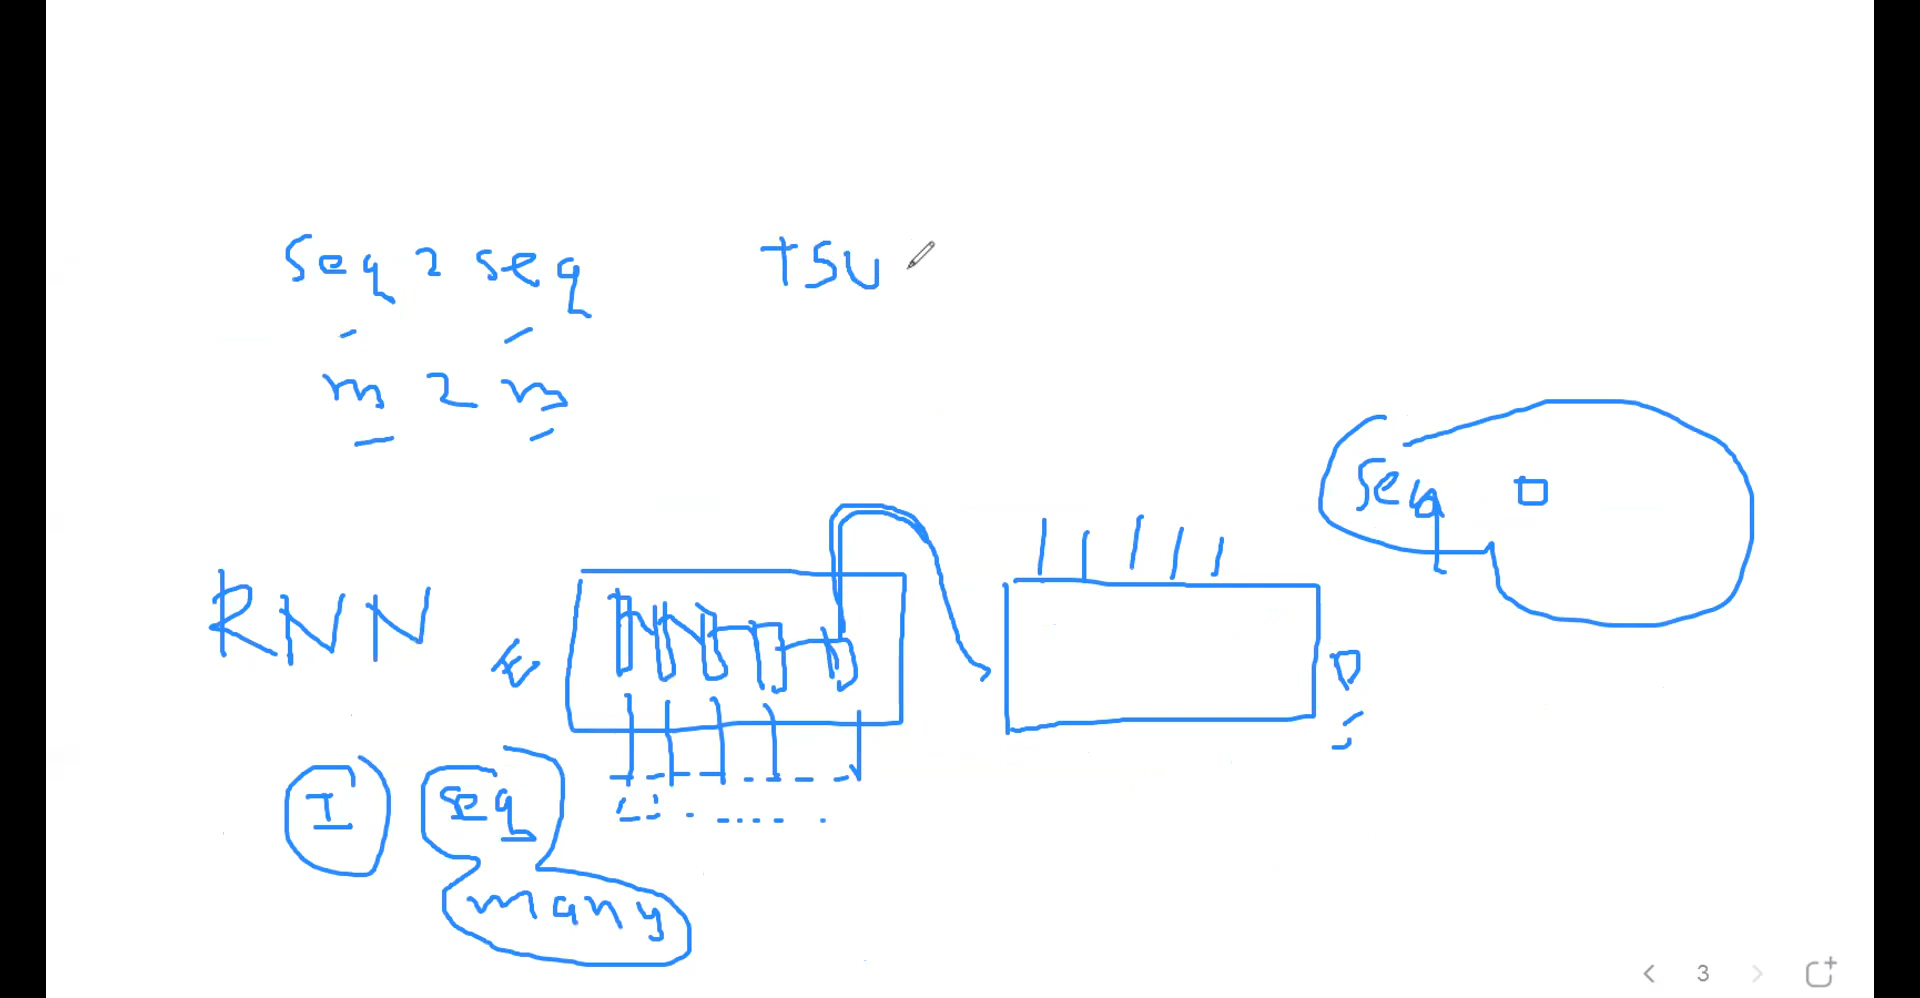 Seq 2 seq TSU
m 2 m
Seq O
RNN
E
D
I seq
many
3